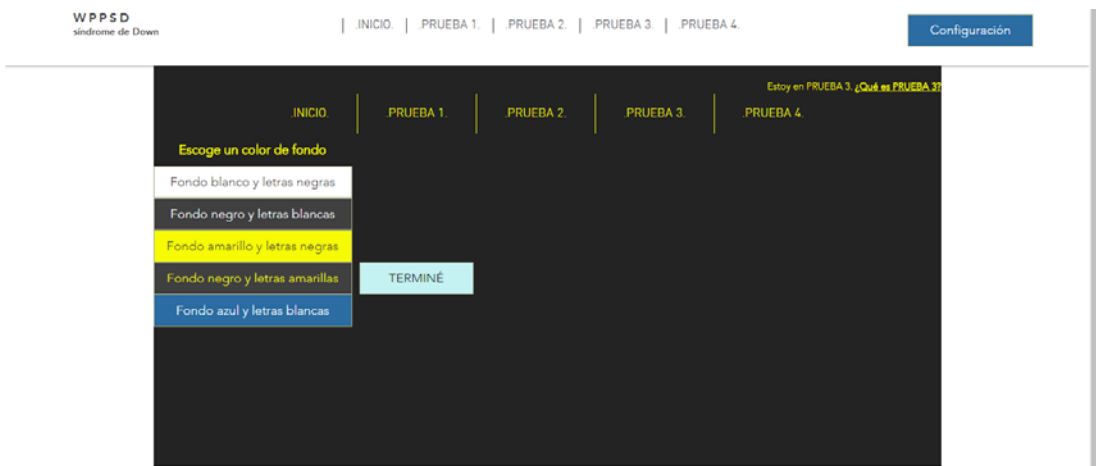 WPPSD
síndrome de Down
| .INICIO. | .PRUEBA 1. | .PRUEBA 2. | .PRUEBA 3. | .PRUEBA 4.
Configuración
Estoy en PRUEBA 3. ¿Qué es PRUEBA 3?
.INICIO. .PRUEBA 1. .PRUEBA 2. .PRUEBA 3. .PRUEBA 4.
Escoge un color de fondo
Fondo blanco y letras negras
Fondo negro y letras blancas
Fondo amarillo y letras negras
Fondo negro y letras amarillas
TERMINÉ
Fondo azul y letras blancas